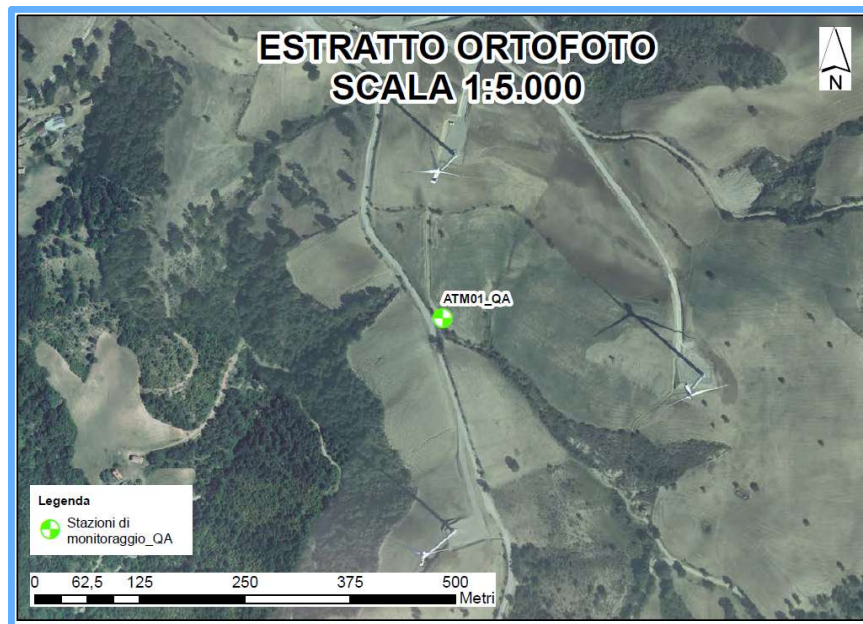 ESTRATTO ORTOFOTO
SCALA 1:5.000
N
ATM01_QA
Legenda
Stazioni di
monitoraggio_QA
0 62,5 125 250 375 500
Metri